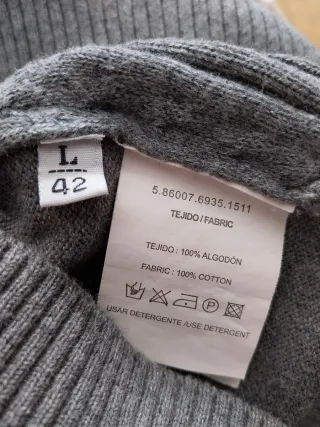 L
42
5.86007.6935.1511
TEJIDO/FABRIC
TEJIDO : 100% ALGODÓN
FABRIC : 100% COTTON
P
USAR DETERGENTE /USE DETERGENT